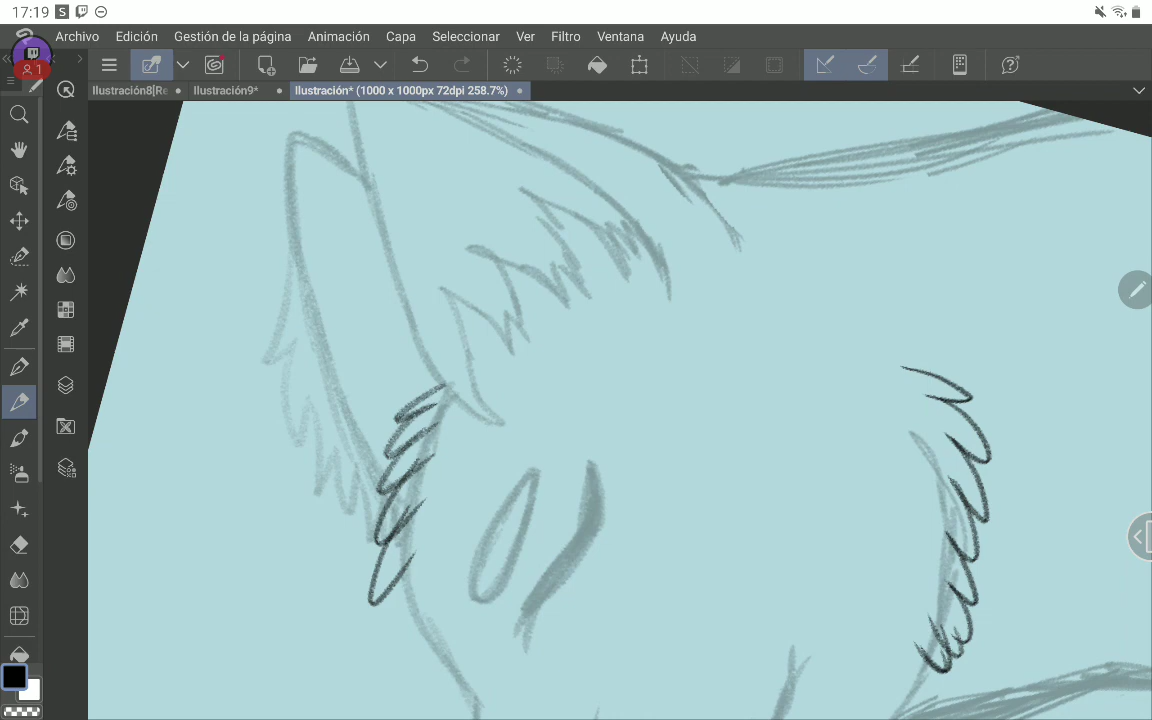 17:19 S
Archivo Edición Gestión de la página Animación Capa Seleccionar Ver Filtro Ventana Ayuda
1
Ilustración8[Re Ilustración9* Ilustración* (1000 x 1000px 72dpi 258.7%)